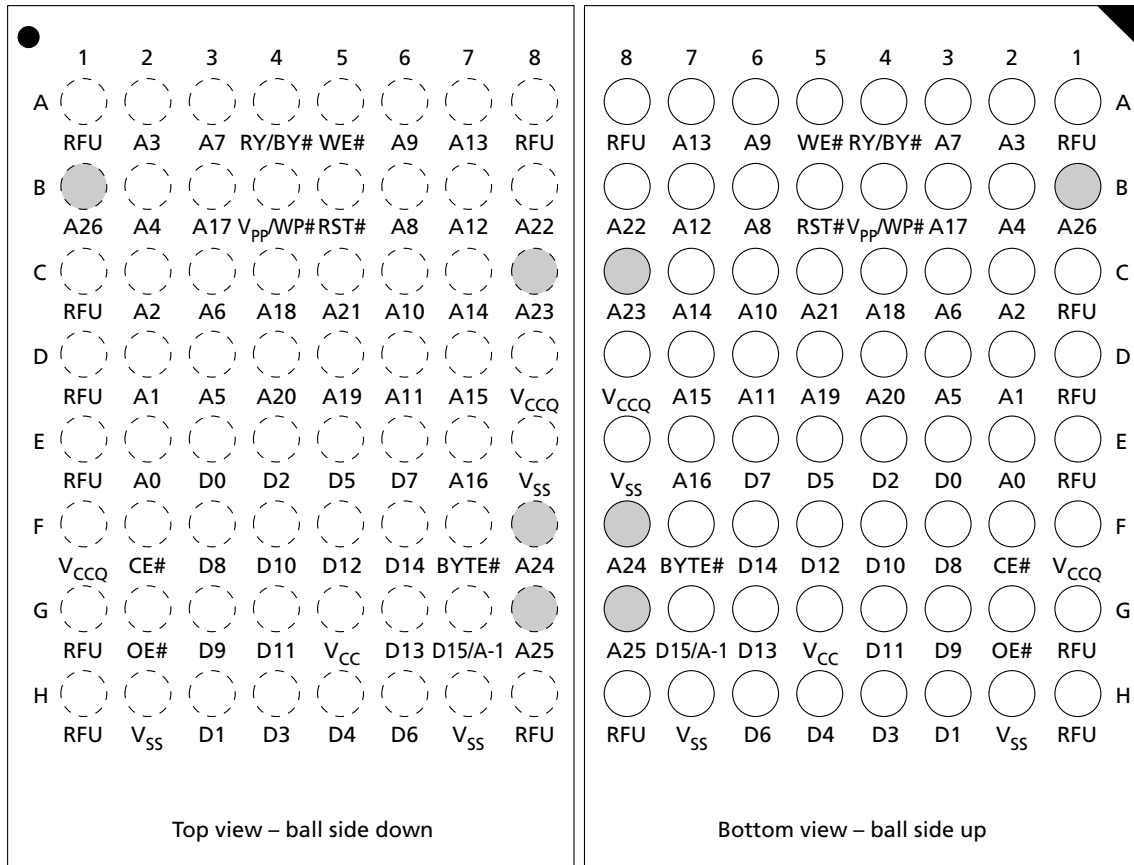 1 2 3 4 5 6 7 8
A
RFU A3 A7 RY/BY# WE# A9 A13 RFU
B
A26 A4 A17 VPP/WP# RST# A8 A12 A22
C
RFU A2 A6 A18 A21 A10 A14 A23
D
RFU A1 A5 A20 A19 A11 A15 VCCQ
E
RFU A0 D0 D2 D5 D7 A16 VSS
F
VCCQ CE# D8 D10 D12 D14 BYTE# A24
G
RFU OE# D9 D11 VCC D13 D15/A-1 A25
H
RFU VSS D1 D3 D4 D6 VSS RFU
Top view – ball side down
8 7 6 5 4 3 2 1
A
RFU A13 A9 WE# RY/BY# A7 A3 RFU
B
A22 A12 A8 RST# VPP/WP# A17 A4 A26
C
A23 A14 A10 A21 A18 A6 A2 RFU
D
VCCQ A15 A11 A19 A20 A5 A1 RFU
E
VSS A16 D7 D5 D2 D0 A0 RFU
F
A24 BYTE# D14 D12 D10 D8 CE# VCCQ
G
A25 D15/A-1 D13 VCC D11 D9 OE# RFU
H
RFU VSS D6 D4 D3 D1 VSS RFU
Bottom view – ball side up